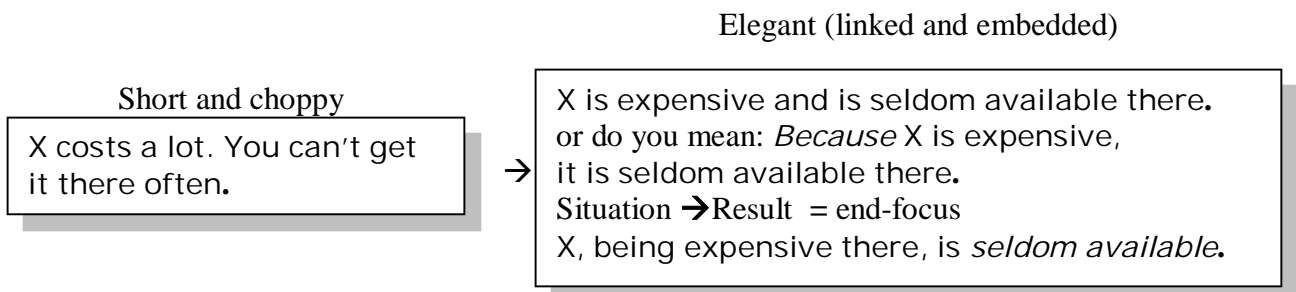 Elegant (linked and embedded)
Short and choppy
X costs a lot. You can't get
it there often.
→
X is expensive and is seldom available there.
or do you mean: Because X is expensive,
it is seldom available there.
Situation →Result = end-focus
X, being expensive there, is seldom available.